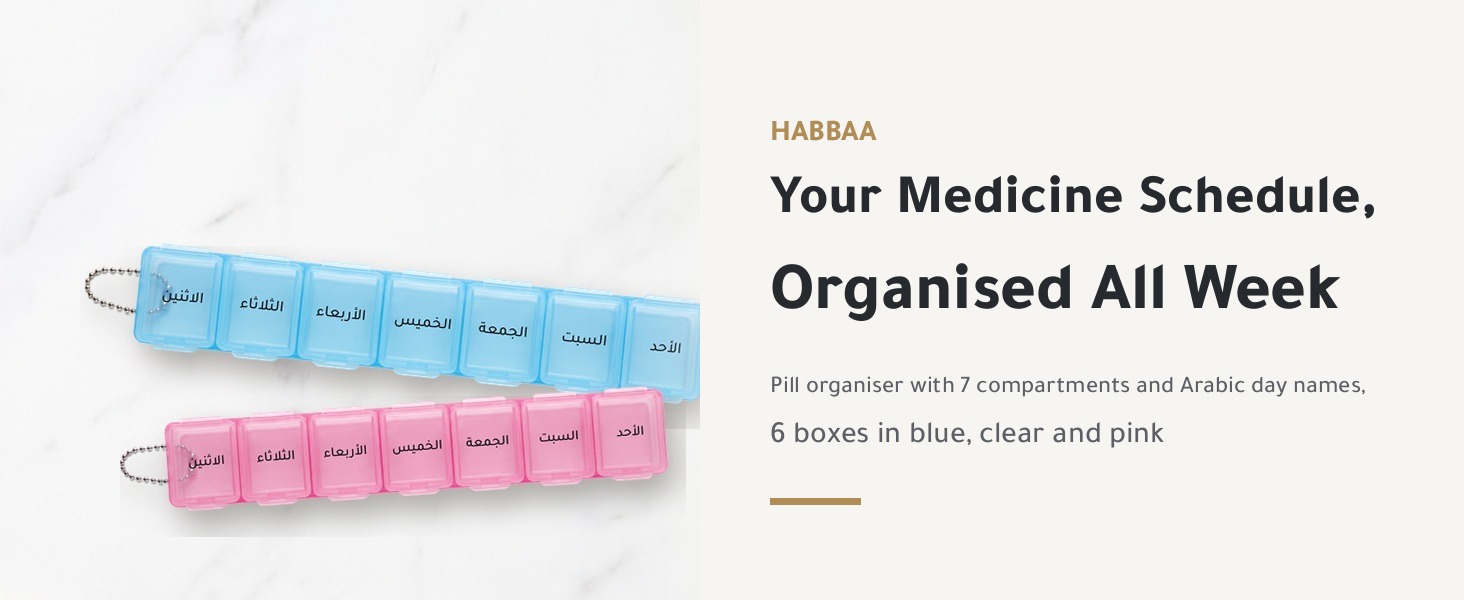 HABBAA
Your Medicine Schedule,
Organised All Week
Pill organiser with 7 compartments and Arabic day names,
6 boxes in blue, clear and pink
الاثنين
الثلاثاء
الأربعاء
الخميس
الجمعة
السبت
الأحد
الاثنين
الثلاثاء
الأربعاء
الخميس
الجمعة
السبت
الأحد